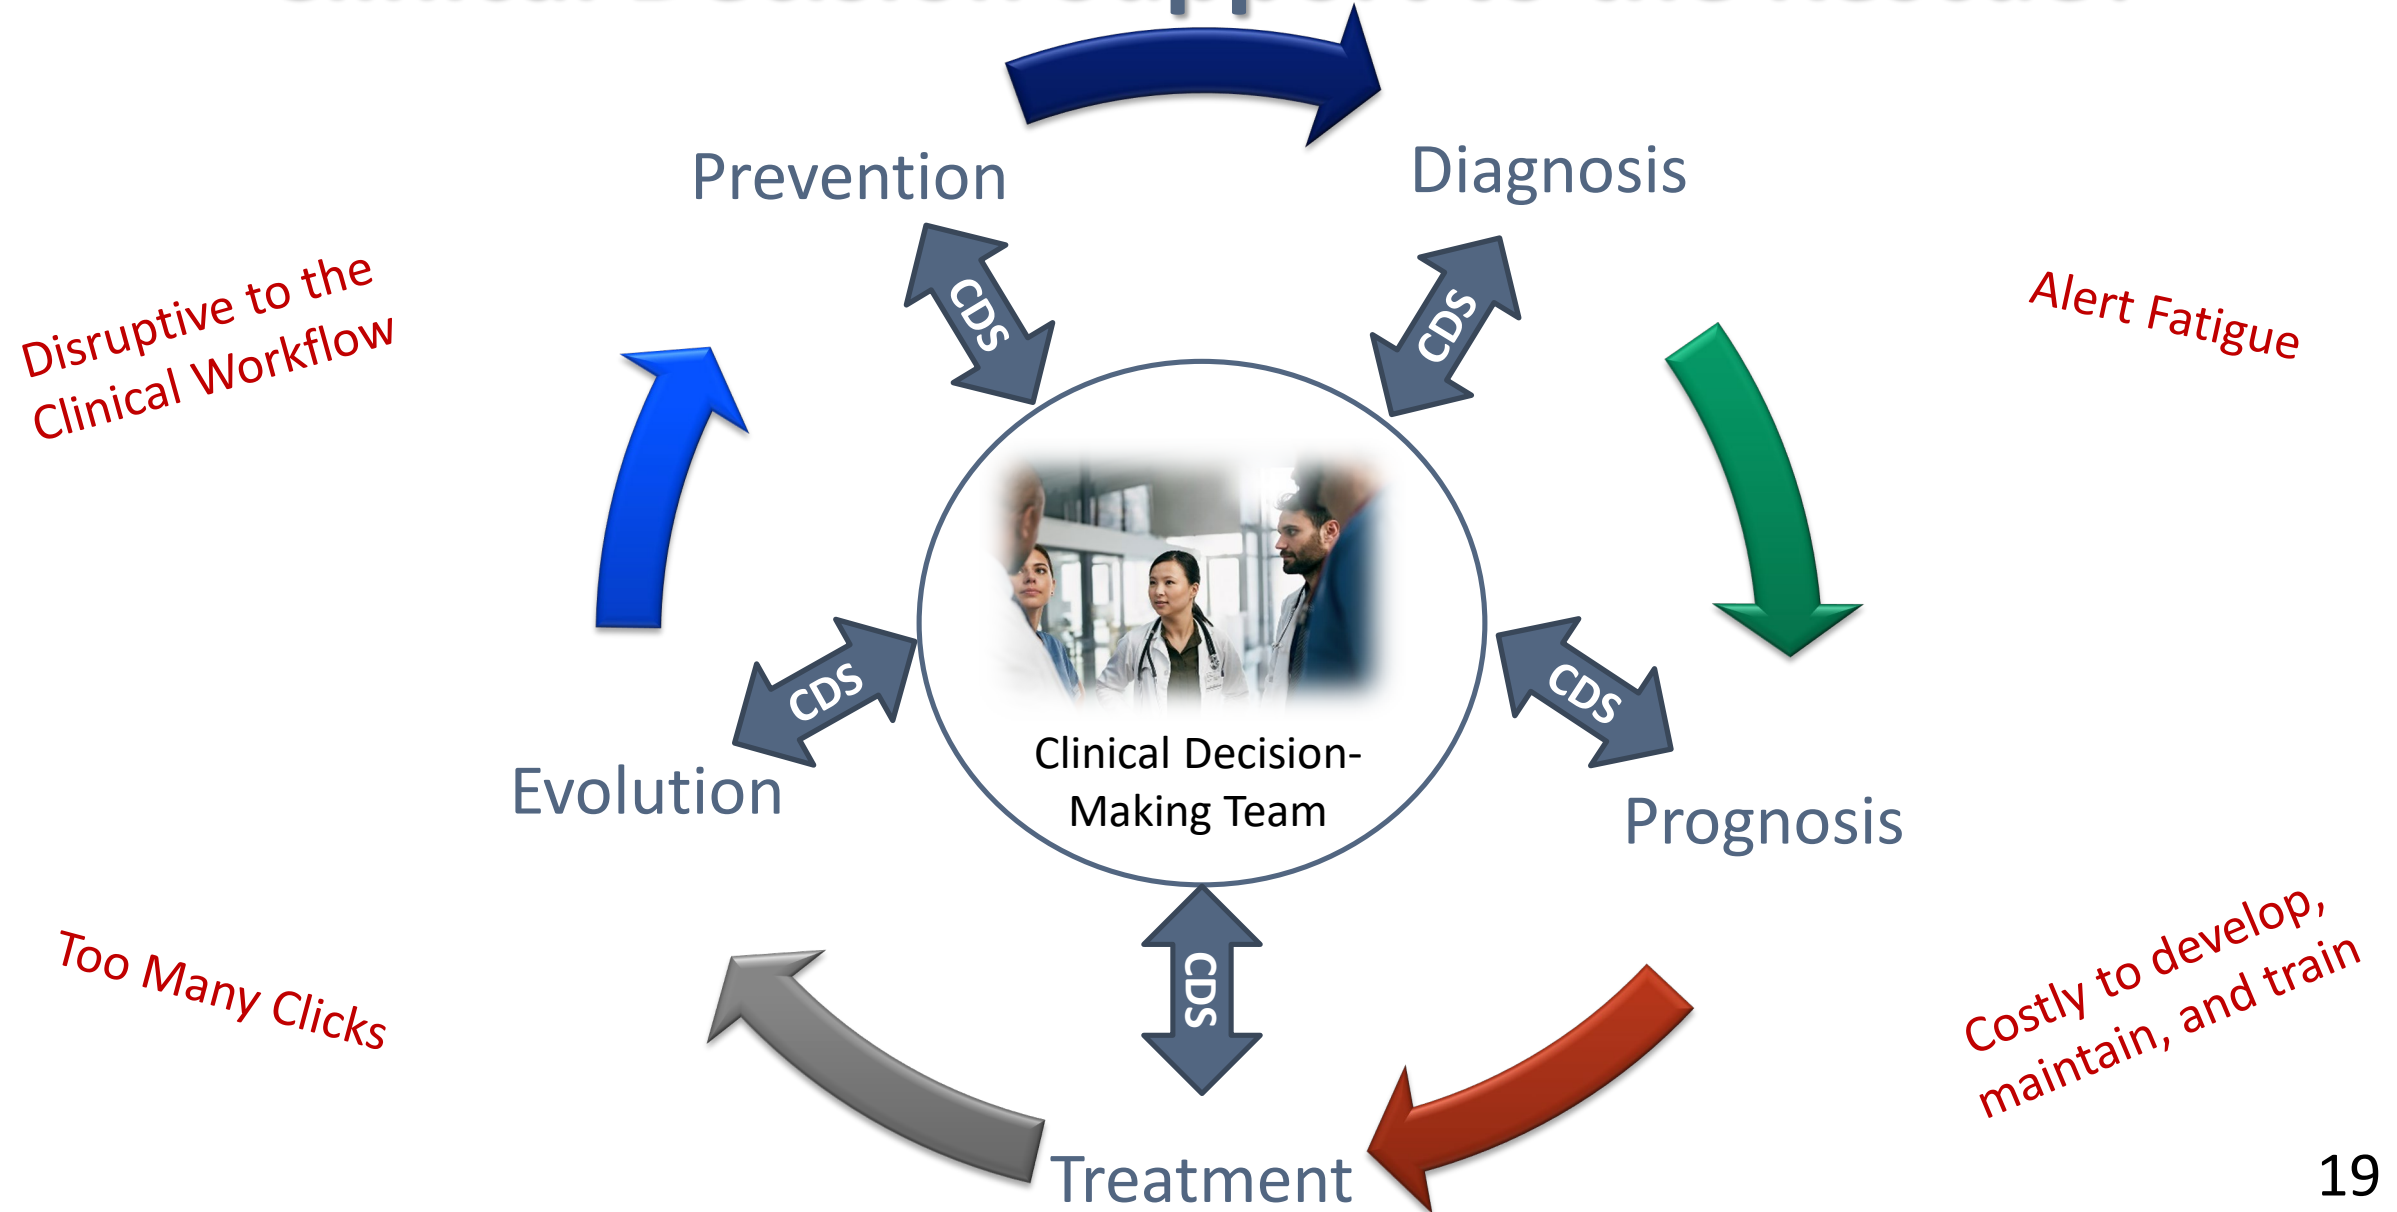 Prevention
Diagnosis
Disruptive to the
Clinical Workflow
Alert Fatigue
CDS
CDS
CDS
CDS
Clinical Decision-
Making Team
Evolution
Prognosis
Too Many Clicks
CDS
Costly to develop,
maintain, and train
Treatment
19